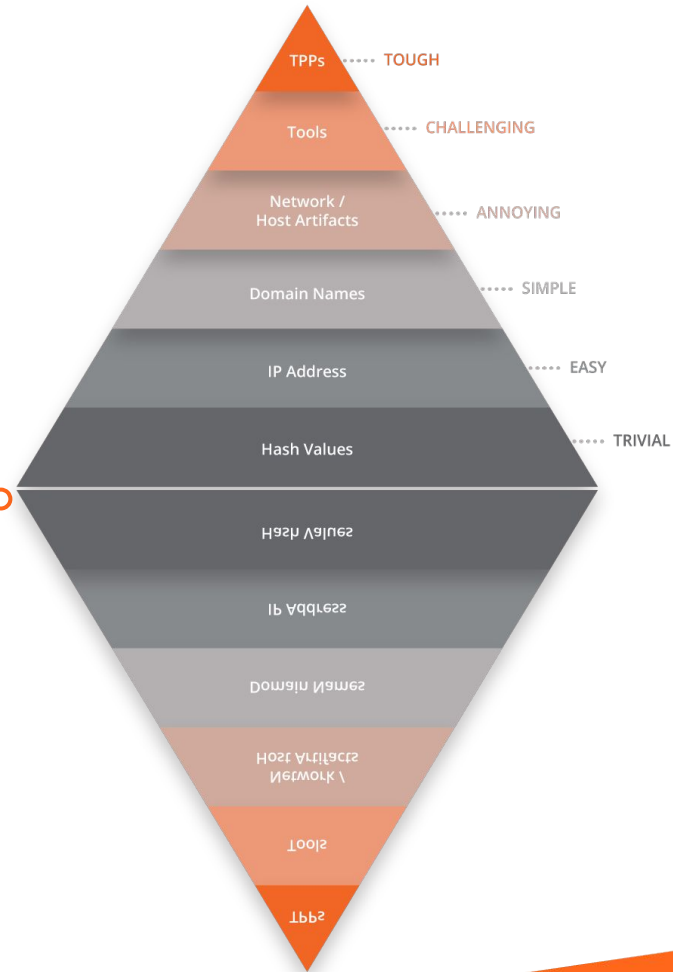 TPPs ····· TOUGH
Tools ····· CHALLENGING
Network / ····· ANNOYING
Host Artifacts
Domain Names ····· SIMPLE
IP Address ····· EASY
Hash Values ····· TRIVIAL
Hash Values
IP Address
Domain Names
Host Artifacts
Network /
Tools
TPPs